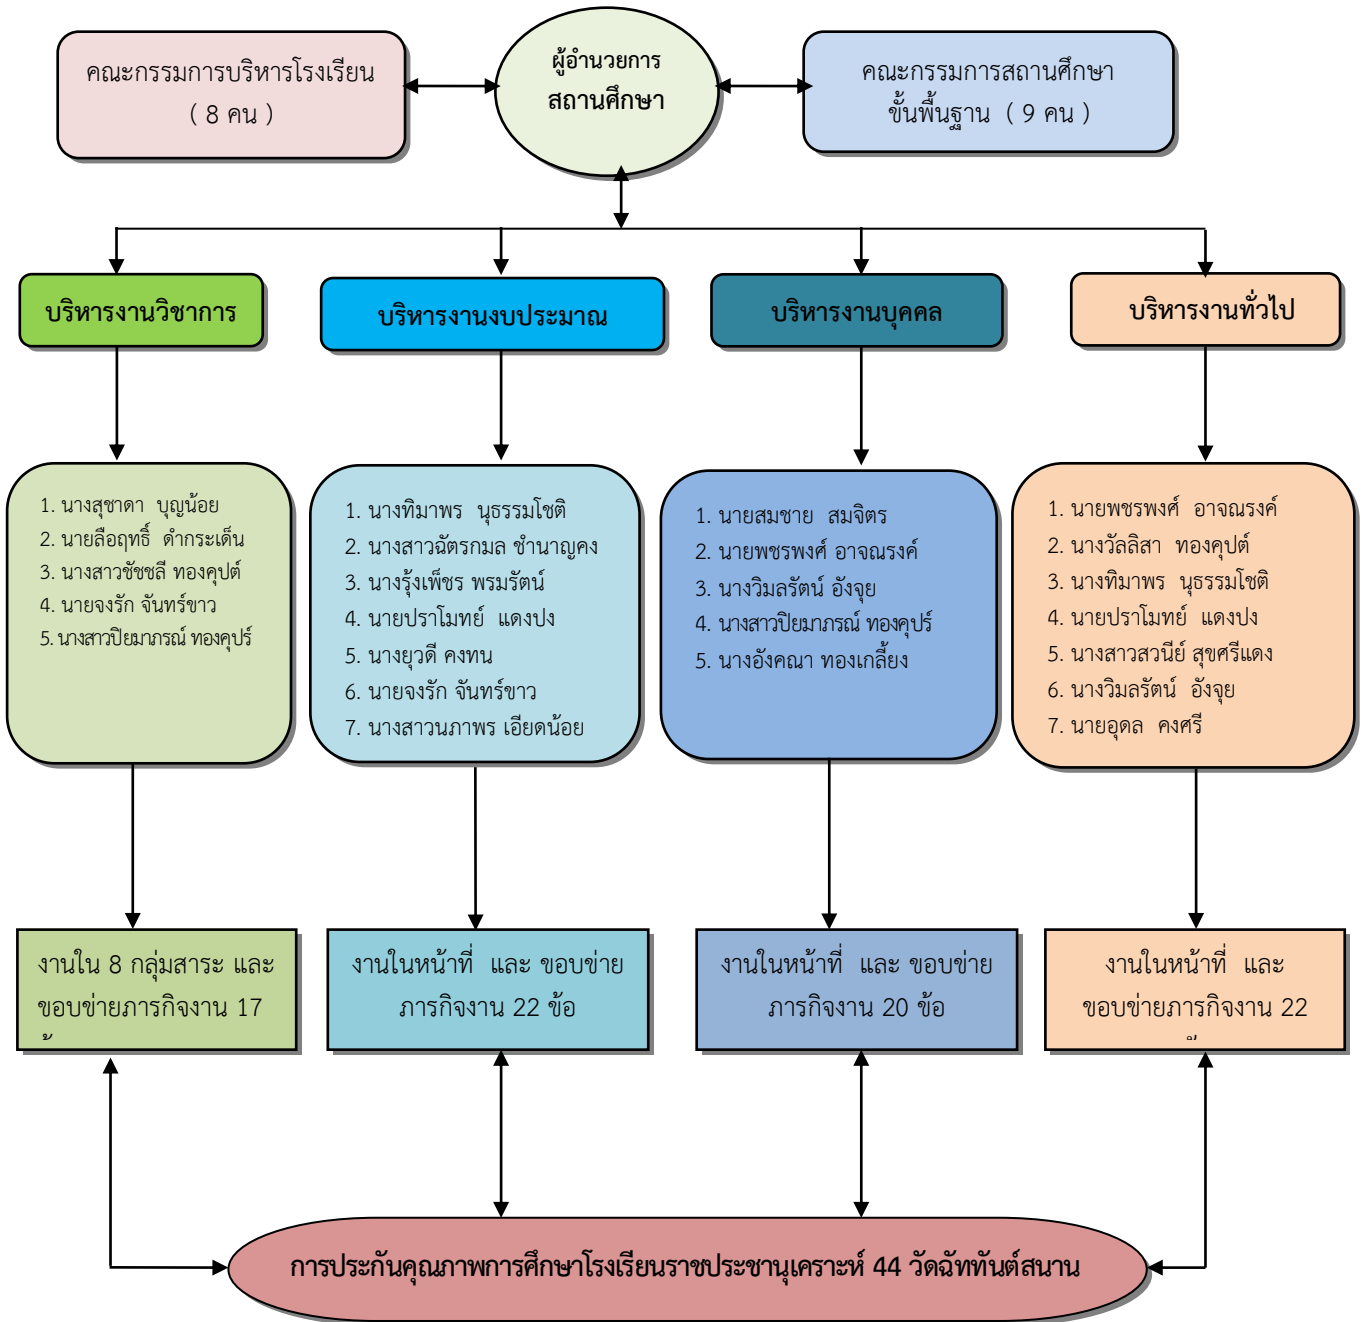 คณะกรรมการบริหารโรงเรียน
( 8 คน )
ผู้อำนวยการ
สถานศึกษา
คณะกรรมการสถานศึกษา
ขั้นพื้นฐาน ( 9 คน )
บริหารงานวิชาการ
บริหารงานงบประมาณ
บริหารงานบุคคล
บริหารงานทั่วไป
1. นางสุชาดา บุญน้อย
2. นายลือฤทธิ์ ดำกระเด็น
3. นางสาวชัชชลี ทองคุปต์
4. นายจงรัก จันทร์ขาว
5. นางสาวปิยมาภรณ์ ทองคุปร์
1. นางทิมาพร นุธรรมโชติ
2. นางสาวฉัตรกมล ชำนาญคง
3. นางรุ้งเพ็ชร พรมรัตน์
4. นายปราโมทย์ แดงปง
5. นางยุวดี คงทน
6. นายจงรัก จันทร์ขาว
7. นางสาวนภาพร เอียดน้อย
1. นายสมชาย สมจิตร
2. นายพชรพงศ์ อาจณรงค์
3. นางวิมลรัตน์ อังจุย
4. นางสาวปิยมาภรณ์ ทองคุปร์
5. นางอังคณา ทองเกลี้ยง
1. นายพชรพงศ์ อาจณรงค์
2. นางวัลลิสา ทองคุปต์
3. นางทิมาพร นุธรรมโชติ
4. นายปราโมทย์ แดงปง
5. นางสาวสวนีย์ สุขศรีแดง
6. นางวิมลรัตน์ อังจุย
7. นายอุดล คงศรี
งานใน 8 กลุ่มสาระ และ
ขอบข่ายภารกิจงาน 17
งานในหน้าที่ และ ขอบข่าย
ภารกิจงาน 22 ข้อ
งานในหน้าที่ และ ขอบข่าย
ภารกิจงาน 20 ข้อ
งานในหน้าที่ และ
ขอบข่ายภารกิจงาน 22
การประกันคุณภาพการศึกษาโรงเรียนราชประชานุเคราะห์ 44 วัดฉัททันต์สนาน